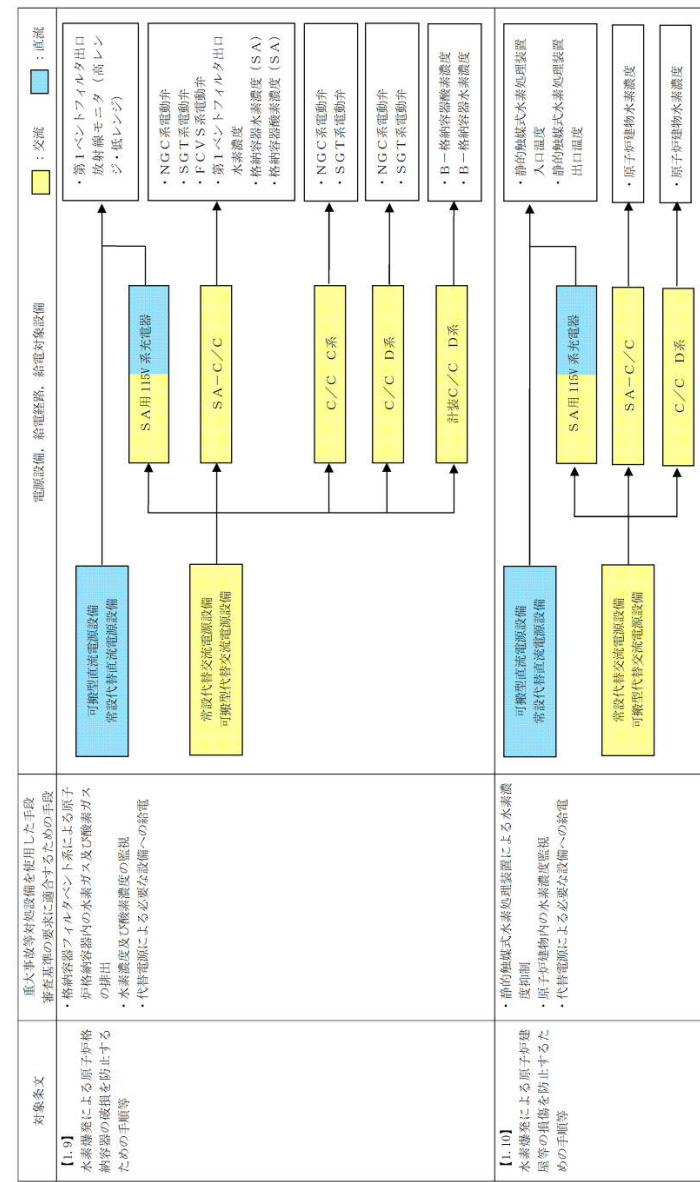 対象条文
重大事故等対処設備を使用した手段
審査基準の要求に適合するための手段
電源設備，給電経路，給電対象設備
：交流
：直流
【1.9】
水素爆発による原子炉格
納容器の破損を防止する
ための手順等
・格納容器フィルタベント系による原子
炉格納容器内の水素ガス及び酸素ガス
の排出
・水素濃度及び酸素濃度の監視
・代替電源による必要な設備への給電
可搬型直流電源設備
常設代替直流電源設備
常設代替交流電源設備
可搬型代替交流電源設備
ＳＡ用115V系充電器
ＳＡ－Ｃ／Ｃ
Ｃ／Ｃ　Ｃ系
Ｃ／Ｃ　Ｄ系
計装Ｃ／Ｃ　Ｄ系
・第１ベントフィルタ出口
放射線モニタ（高レン
ジ・低レンジ）
・ＮＧＣ系電動弁
・ＳＧＴ系電動弁
・ＦＣＶＳ系電動弁
・第１ベントフィルタ出口
水素濃度
・格納容器水素濃度（ＳＡ）
・格納容器酸素濃度（ＳＡ）
・ＮＧＣ系電動弁
・ＳＧＴ系電動弁
・ＮＧＣ系電動弁
・ＳＧＴ系電動弁
・Ｂ－格納容器酸素濃度
・Ｂ－格納容器水素濃度
【1.10】
水素爆発による原子炉建
屋等の損傷を防止するた
めの手順等
・静的触媒式水素処理装置による水素濃
度抑制
・原子炉建物内の水素濃度監視
・代替電源による必要な設備への給電
可搬型直流電源設備
常設代替直流電源設備
常設代替交流電源設備
可搬型代替交流電源設備
ＳＡ用115V系充電器
ＳＡ－Ｃ／Ｃ
Ｃ／Ｃ　Ｄ系
・静的触媒式水素処理装置
入口温度
・静的触媒式水素処理装置
出口温度
・原子炉建物水素濃度
・原子炉建物水素濃度